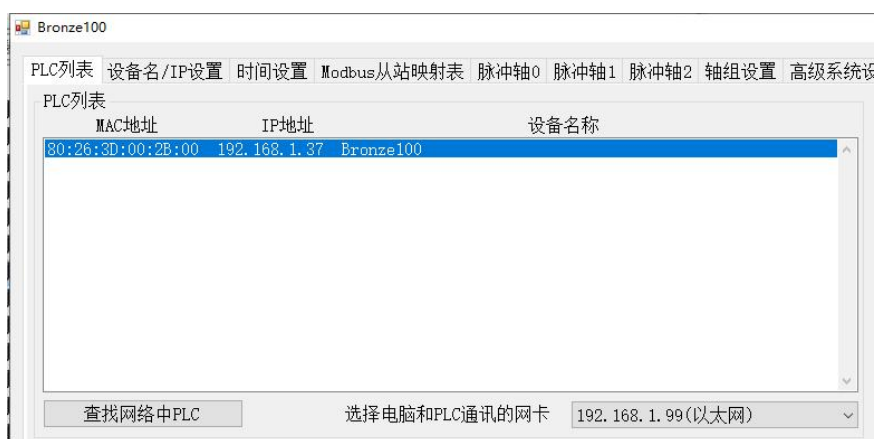 Bronze100
PLC列表 设备名/IP设置 时间设置 Modbus从站映射表 脉冲轴0 脉冲轴1 脉冲轴2 轴组设置 高级系统设
PLC列表
MAC地址 IP地址 设备名称
80:26:3D:00:2B:00 192.168.1.37 Bronze100
查找网络中PLC 选择电脑和PLC通讯的网卡 192.168.1.99(以太网)